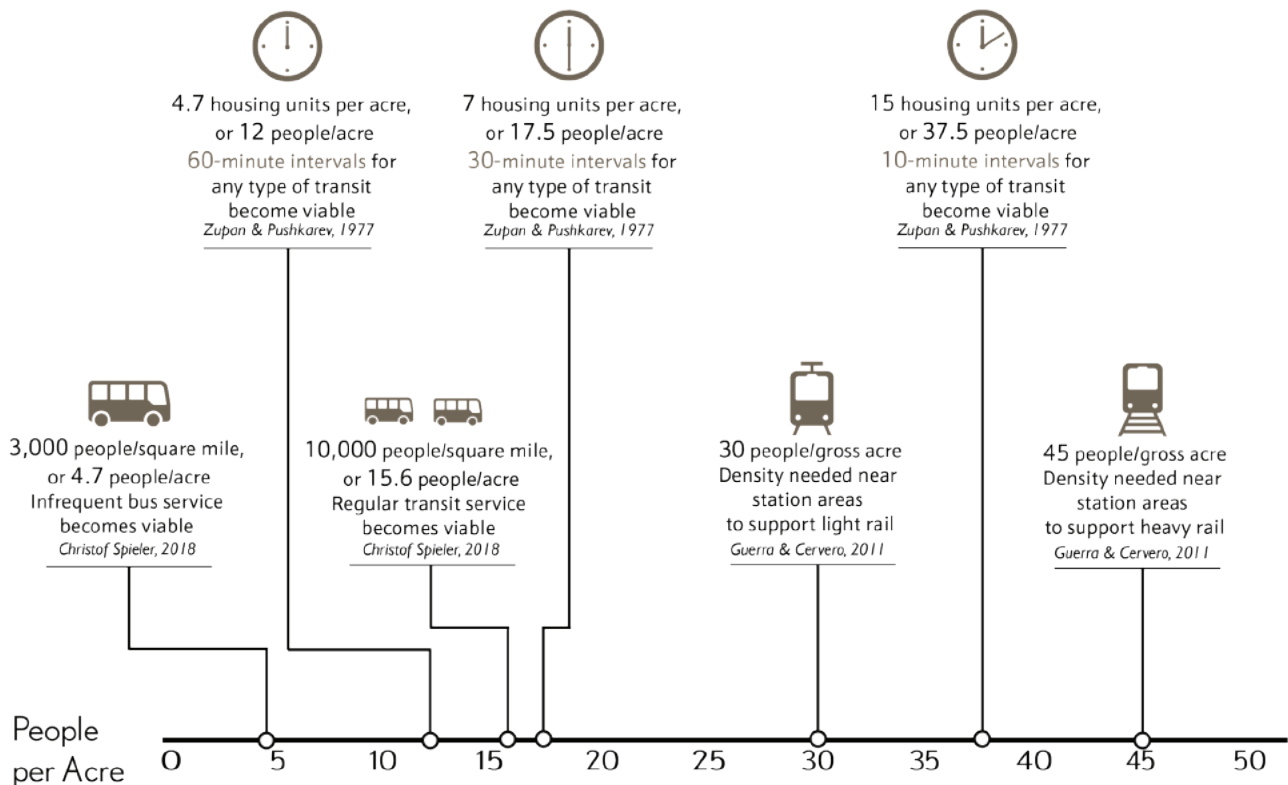 4.7 housing units per acre,
or 12 people/acre
60-minute intervals for
any type of transit
become viable
Zupan & Pushkarev, 1977
7 housing units per acre,
or 17.5 people/acre
30-minute intervals for
any type of transit
become viable
Zupan & Pushkarev, 1977
15 housing units per acre,
or 37.5 people/acre
10-minute intervals for
any type of transit
become viable
Zupan & Pushkarev, 1977
3,000 people/square mile,
or 4.7 people/acre
Infrequent bus service
becomes viable
Christof Spieler, 2018
10,000 people/square mile,
or 15.6 people/acre
Regular transit service
becomes viable
Christof Spieler, 2018
30 people/gross acre
Density needed near
station areas
to support light rail
Guerra & Cervero, 2011
45 people/gross acre
Density needed near
station areas
to support heavy rail
Guerra & Cervero, 2011
People
per Acre
0 5 10 15 20 25 30 35 40 45 50